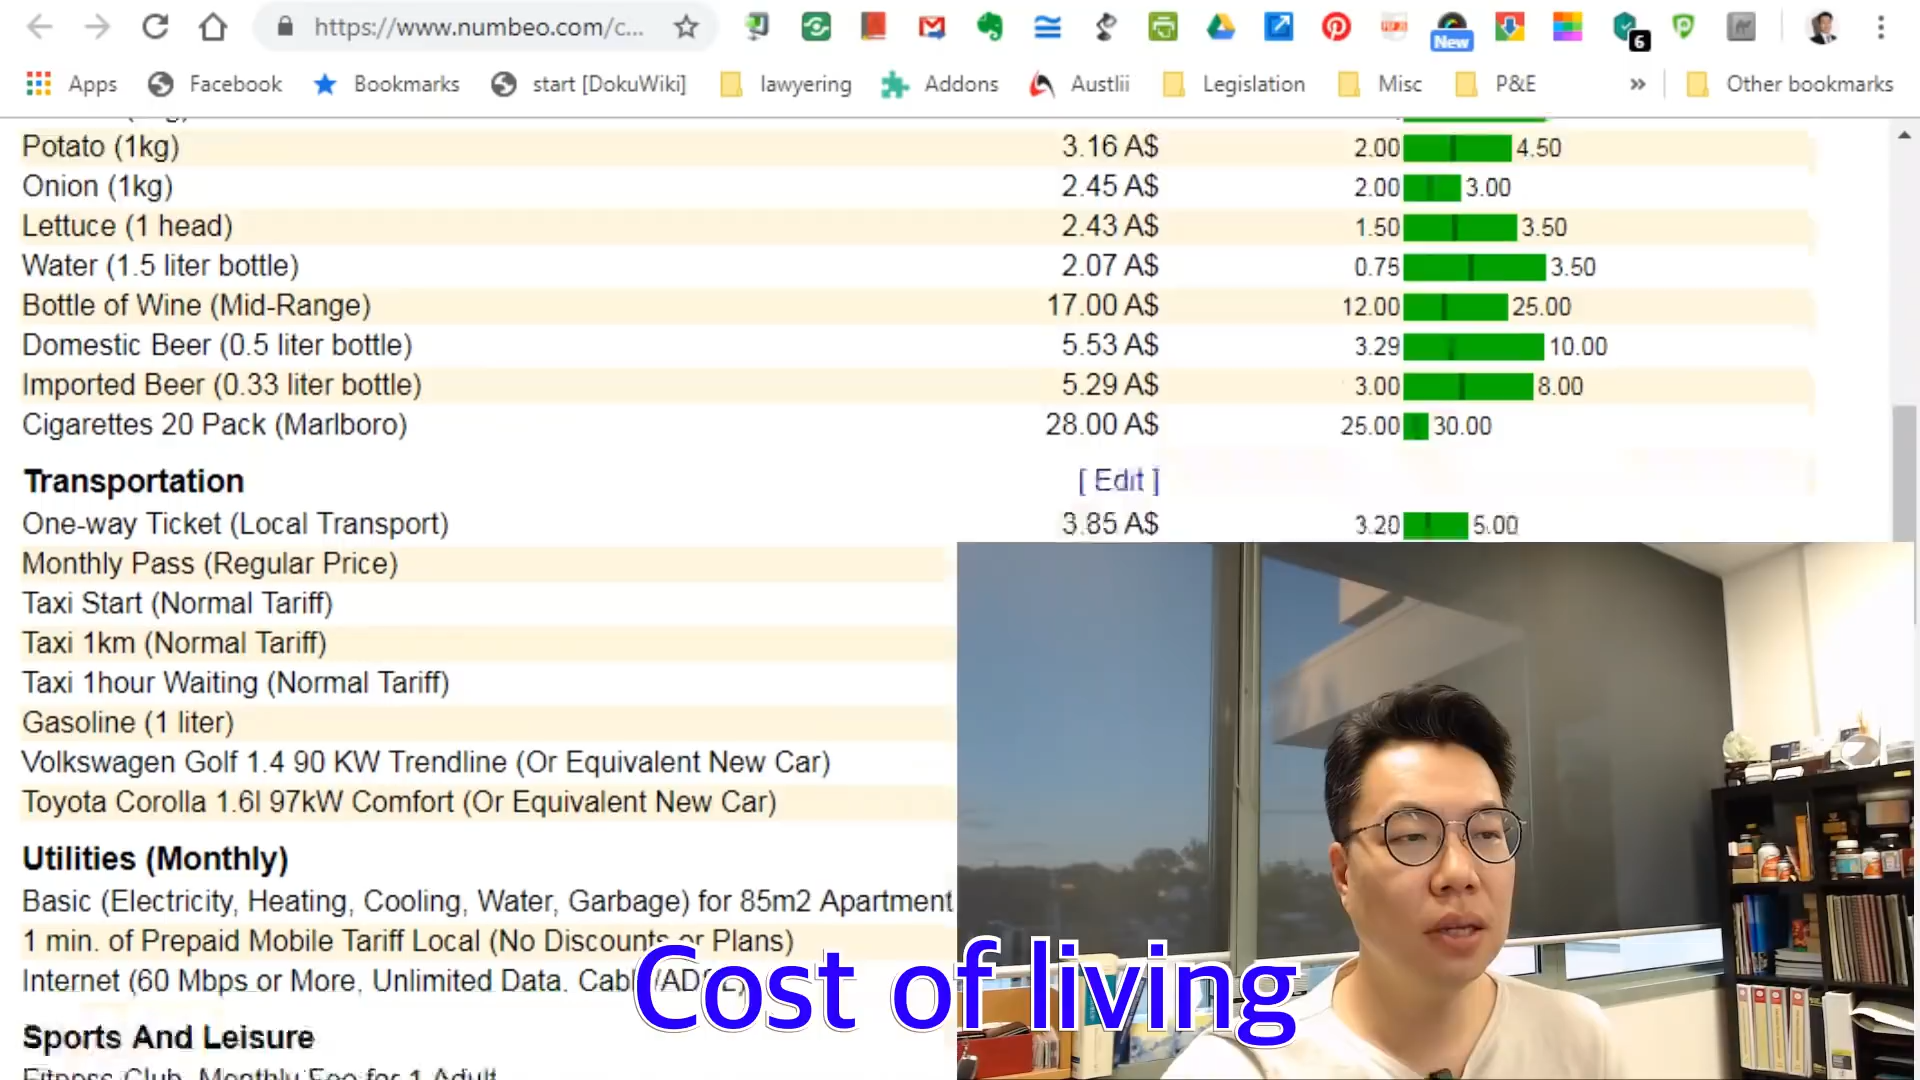 https://www.numbeo.com/c...
New
6
Apps Facebook Bookmarks start [DokuWiki] lawyering Addons Austlii Legislation Misc P&E » Other bookmarks
Potato (1kg) 3.16 A$ 2.00 4.50
Onion (1kg) 2.45 A$ 2.00 3.00
Lettuce (1 head) 2.43 A$ 1.50 3.50
Water (1.5 liter bottle) 2.07 A$ 0.75 3.50
Bottle of Wine (Mid-Range) 17.00 A$ 12.00 25.00
Domestic Beer (0.5 liter bottle) 5.53 A$ 3.29 10.00
Imported Beer (0.33 liter bottle) 5.29 A$ 3.00 8.00
Cigarettes 20 Pack (Marlboro) 28.00 A$ 25.00 30.00
Transportation [ Edit ]
One-way Ticket (Local Transport) 3.85 A$ 3.20 5.00
Monthly Pass (Regular Price)
Taxi Start (Normal Tariff)
Taxi 1km (Normal Tariff)
Taxi 1hour Waiting (Normal Tariff)
Gasoline (1 liter)
Volkswagen Golf 1.4 90 KW Trendline (Or Equivalent New Car)
Toyota Corolla 1.6l 97kW Comfort (Or Equivalent New Car)
Utilities (Monthly)
Basic (Electricity, Heating, Cooling, Water, Garbage) for 85m2 Apartment
1 min. of Prepaid Mobile Tariff Local (No Discounts or Plans)
Internet (60 Mbps or More, Unlimited Data, Cable/ADSL)
Cost of living
Sports And Leisure
Fitness Club, Monthly Fee for 1 Adult